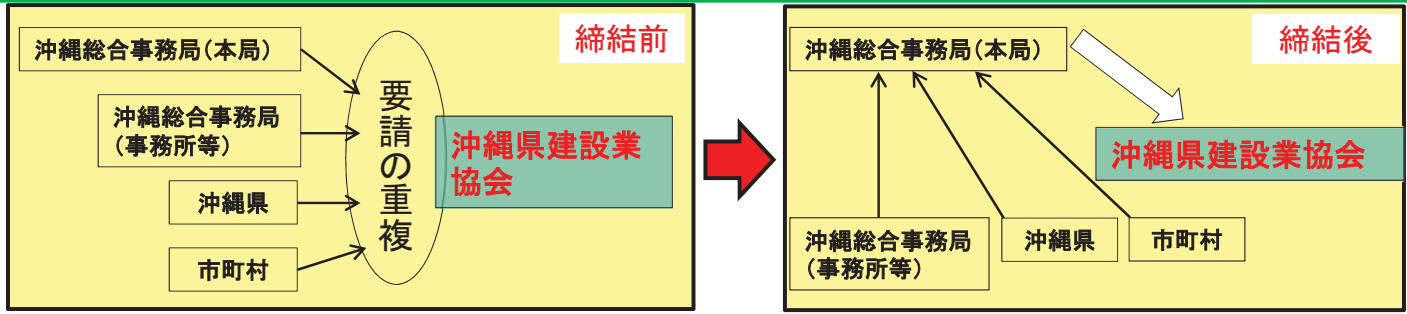 締結前
沖縄総合事務局(本局)
沖縄総合事務局
(事務所等)
沖縄県
市町村
要請の重複
沖縄県建設業
協会
締結後
沖縄総合事務局(本局)
沖縄県建設業協会
沖縄総合事務局
(事務所等)
沖縄県
市町村